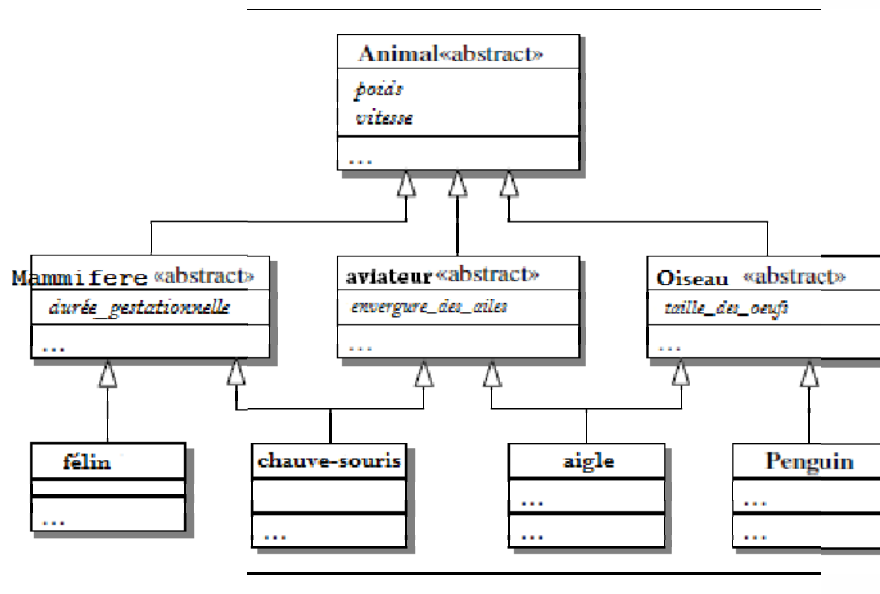 Animal«abstract»
poids
vitesse
...
Mammifere «abstract»
durée_gestationnelle
...
aviateur«abstract»
envergure_des_ailes
...
Oiseau «abstract»
taille_des_oeufs
...
félin
...
chauve-souris
...
aigle
...
...
Penguin
...
...